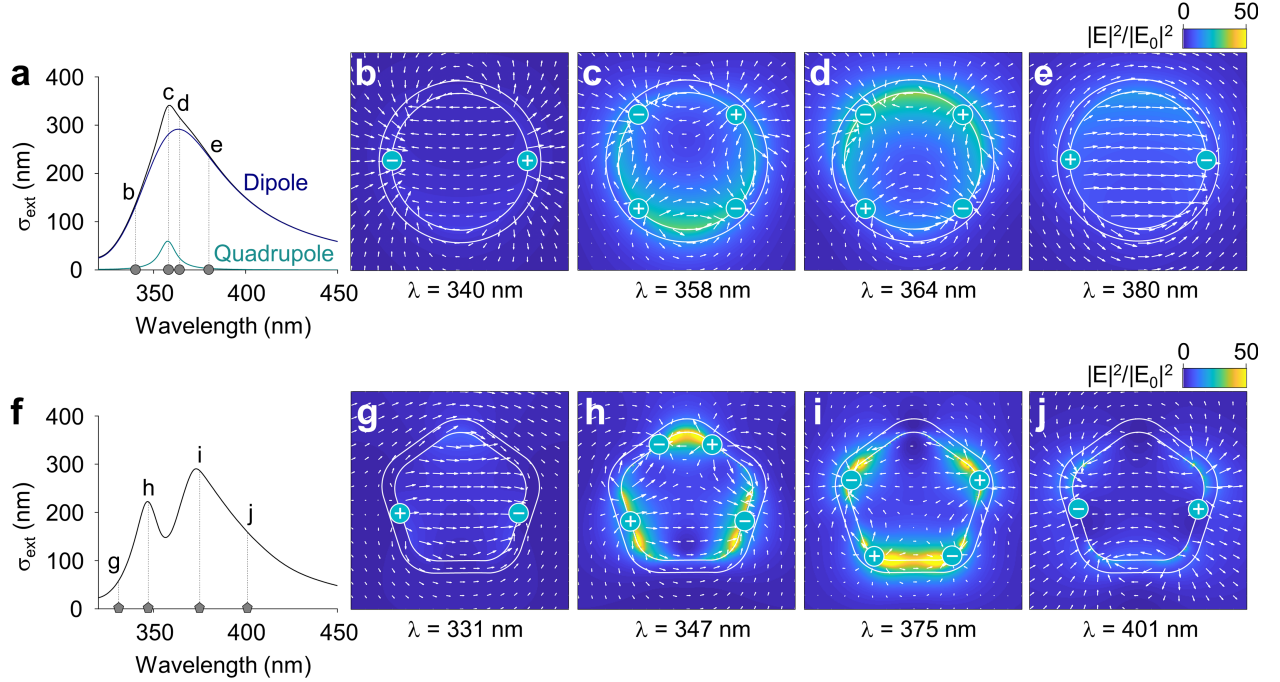 0 50
|E|²/|E₀|²
a b c d e
400
300
200
100
0
350 400 450
σext (nm)
Wavelength (nm)
b c d e
Dipole
Quadrupole
− +
− + + −
− + + −
+ −
λ = 340 nm λ = 358 nm λ = 364 nm λ = 380 nm
0 50
|E|²/|E₀|²
f g h i j
400
300
200
100
0
350 400 450
σext (nm)
Wavelength (nm)
g h i j
+ −
− + + −
− + + −
− +
λ = 331 nm λ = 347 nm λ = 375 nm λ = 401 nm